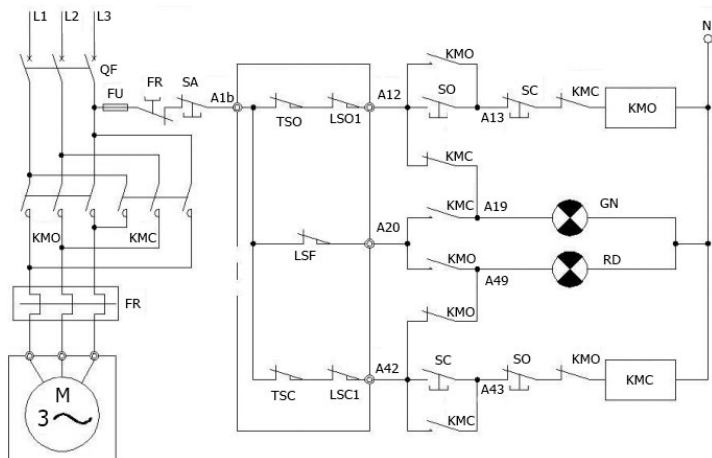 L1 L2 L3
N
KMO
QF
FR SA
FU
A1b
A12
SO
SC KMC
KMO
TSO LSO1
A13
KMC
KMC
A19
GN
A20
LSF
KMO
RD
A49
KMO KMC
KMO
FR
A42
SC
SO KMO
KMC
TSC LSC1
A43
KMC
M
3